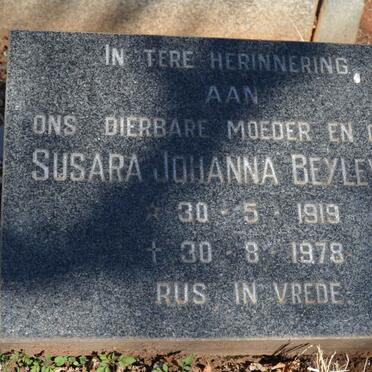 IN TERE HERINNERING
AAN
ONS DIERBARE MOEDER EN
SUSARA JOHANNA
☆ 30 - 5 - 1919
† 30 - 8 - 1978
RUS IN VREDE